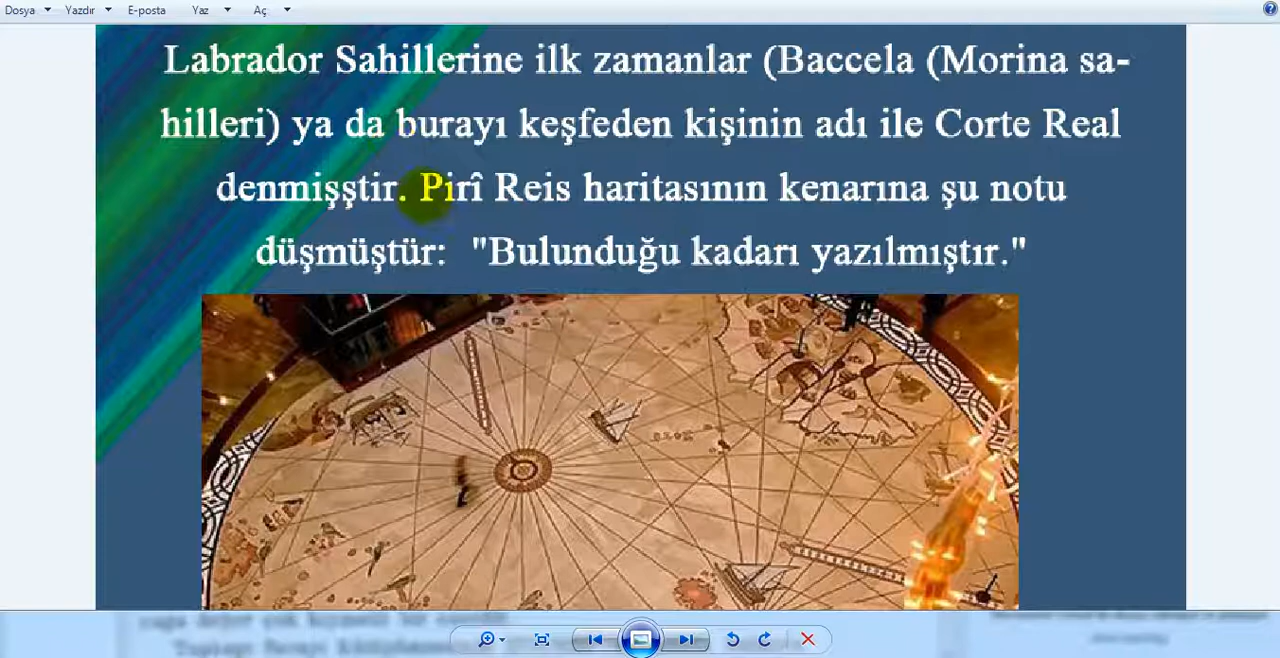 Dosya Yazdır E-posta Yaz Aç
Labrador Sahillerine ilk zamanlar (Baccela (Morina sa-
hilleri) ya da burayı keşfeden kişinin adı ile Corte Real
denmişştir. Pirî Reis haritasının kenarına şu notu
düşmüştür: "Bulunduğu kadarı yazılmıştır."